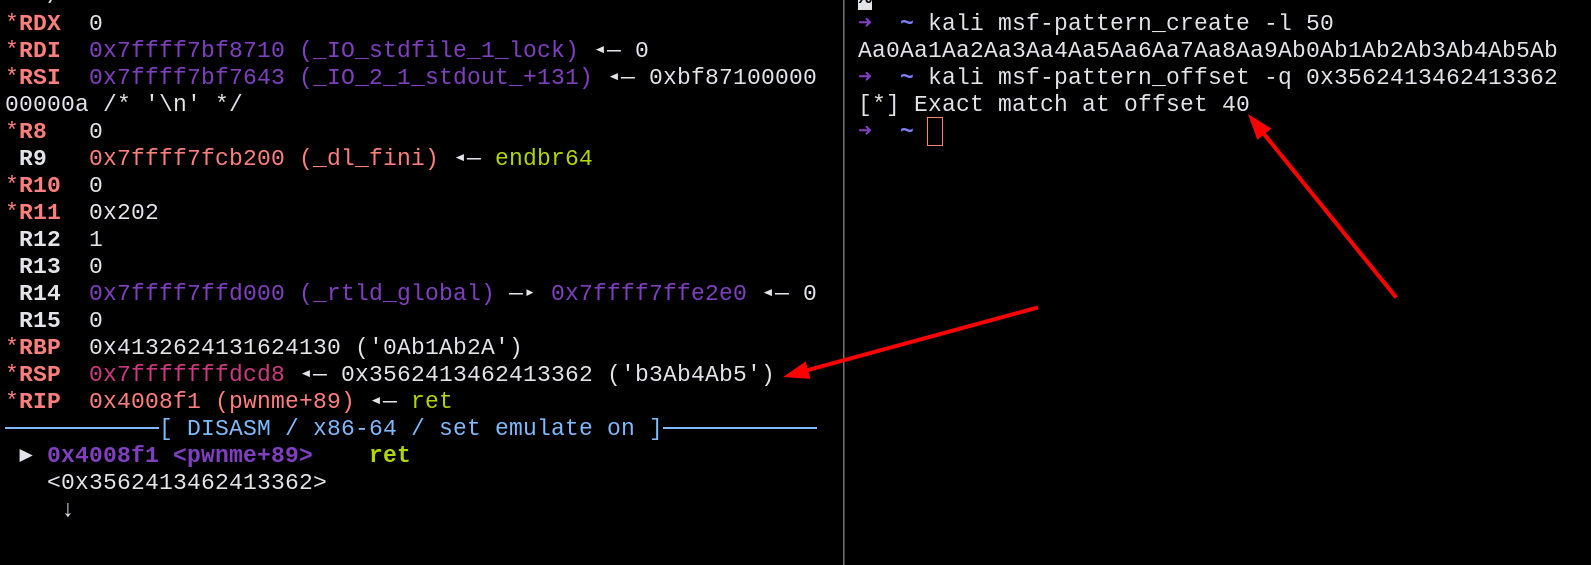 *RDX  0
*RDI  0x7ffff7bf8710 (_IO_stdfile_1_lock) ◂— 0
*RSI  0x7ffff7bf7643 (_IO_2_1_stdout_+131) ◂— 0xbf87100000
00000a /* '\n' */
*R8   0
 R9   0x7ffff7fcb200 (_dl_fini) ◂— endbr64
*R10  0
*R11  0x202
 R12  1
 R13  0
 R14  0x7ffff7ffd000 (_rtld_global) —▸ 0x7ffff7ffe2e0 ◂— 0
 R15  0
*RBP  0x4132624131624130 ('0Ab1Ab2A')
*RSP  0x7fffffffdcd8 ◂— 0x3562413462413362 ('b3Ab4Ab5')
*RIP  0x4008f1 (pwnme+89) ◂— ret
───────────[ DISASM / x86-64 / set emulate on ]───────────
 ► 0x4008f1 <pwnme+89>    ret
   <0x3562413462413362>
    ↓
➜  ~ kali msf-pattern_create -l 50
Aa0Aa1Aa2Aa3Aa4Aa5Aa6Aa7Aa8Aa9Ab0Ab1Ab2Ab3Ab4Ab5Ab
➜  ~ kali msf-pattern_offset -q 0x3562413462413362
[*] Exact match at offset 40
➜  ~